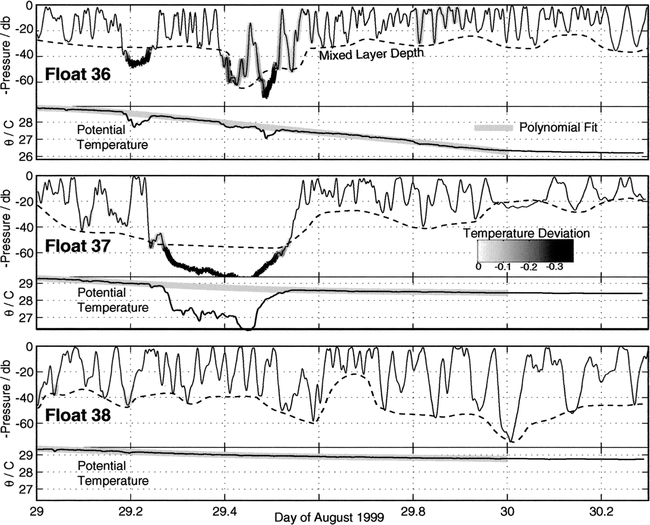 0
-20
-40
-60
-Pressure / db
Float 36
Mixed Layer Depth
28
27
26
θ / C
Potential
Temperature
Polynomial Fit
0
-20
-40
-60
-Pressure / db
Float 37
Temperature Deviation
0 -0.1 -0.2 -0.3
29
28
27
θ / C
Potential
Temperature
0
-20
-40
-60
-Pressure / db
Float 38
29
28
27
θ / C
Potential
Temperature
29 29.2 29.4 29.6 29.8 30 30.2
Day of August 1999